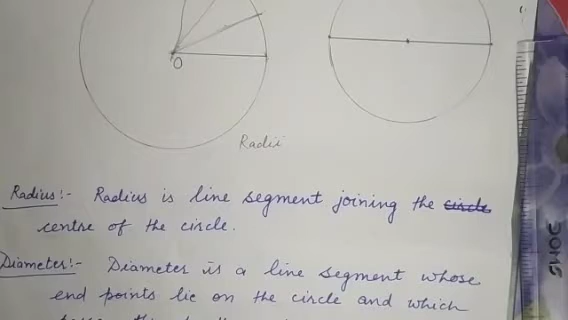 O
Radii
Radius:- Radius is line segment joining the circle
centre of the circle.
Diameter:- Diameter is a line segment whose
end points lie on the circle and which